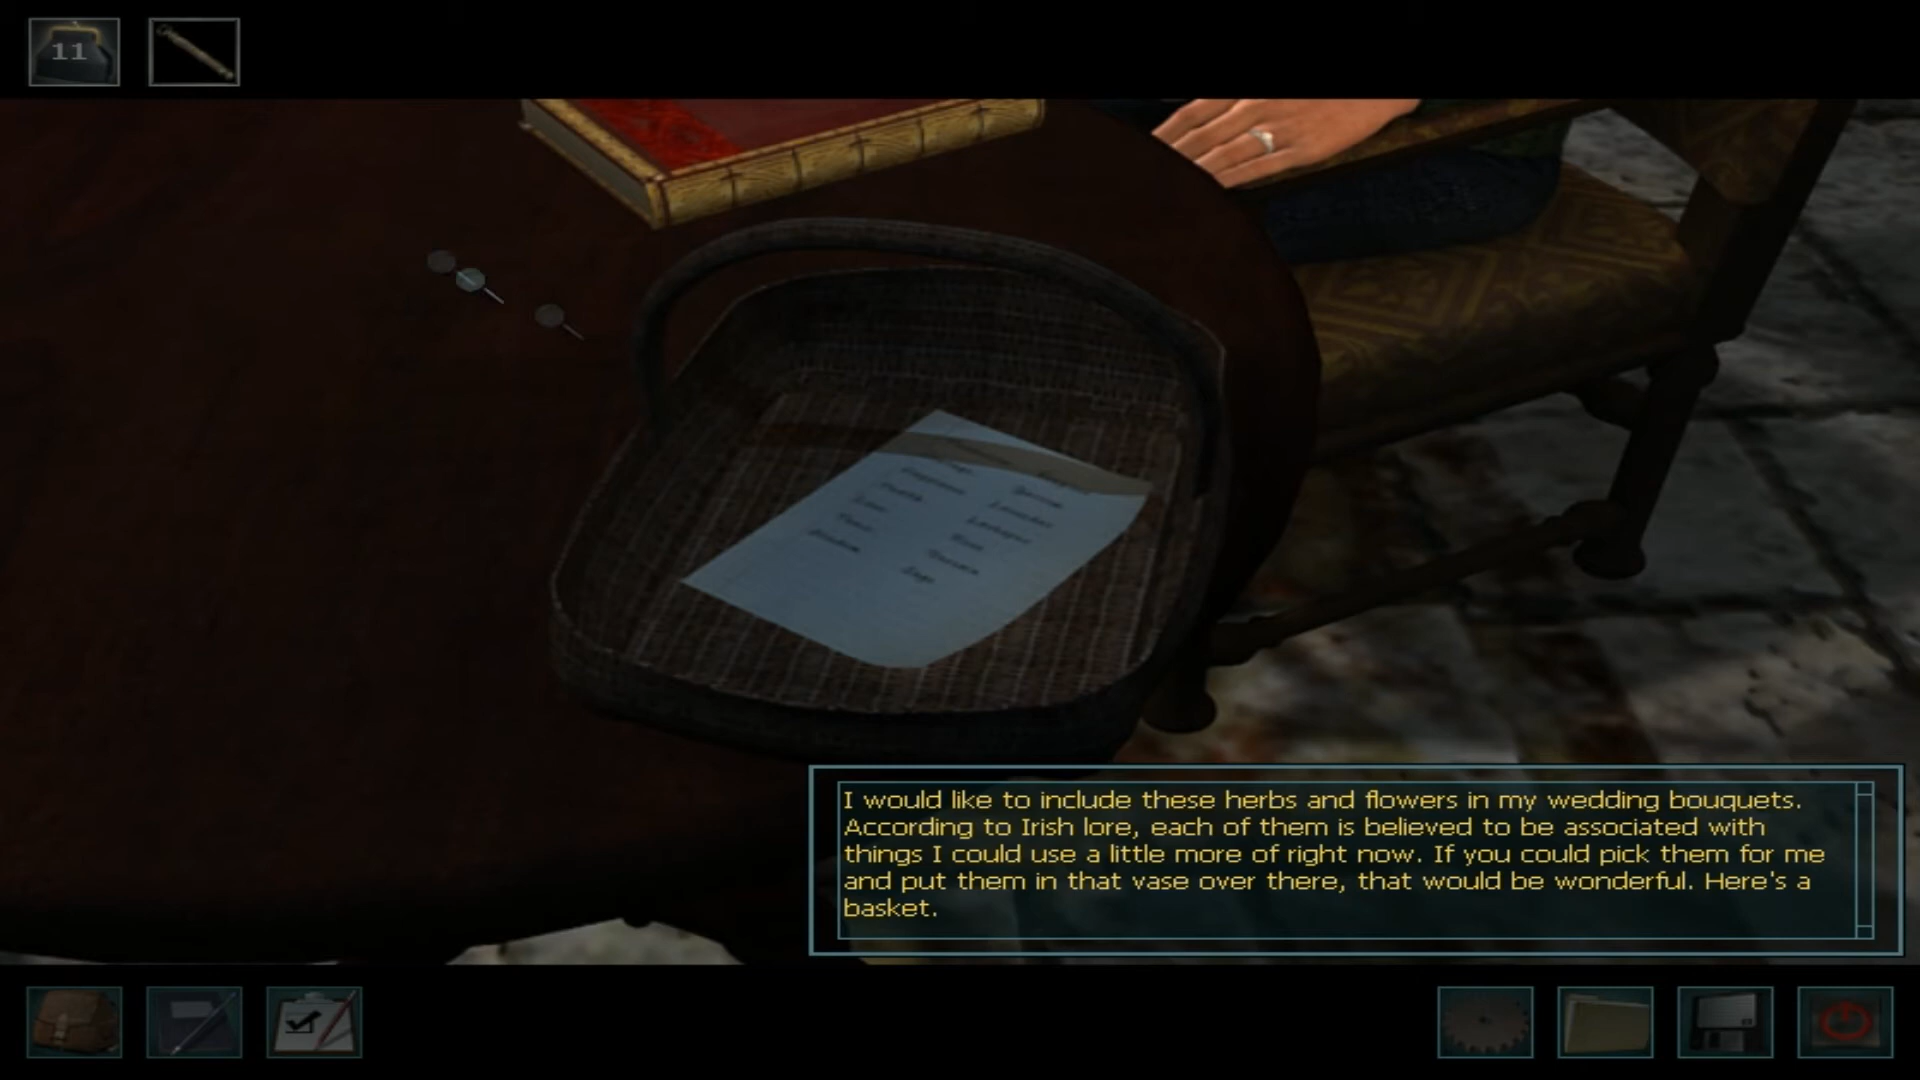 11
I would like to include these herbs and flowers in my wedding bouquets.
According to Irish lore, each of them is believed to be associated with
things I could use a little more of right now. If you could pick them for me
and put them in that vase over there, that would be wonderful. Here's a
basket.